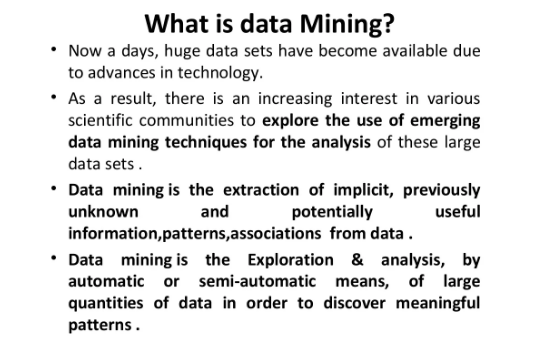 What is data Mining?
• Now a days, huge data sets have become available due
to advances in technology.
• As a result, there is an increasing interest in various
scientific communities to explore the use of emerging
data mining techniques for the analysis of these large
data sets .
• Data mining is the extraction of implicit, previously
unknown and potentially useful
information,patterns,associations from data .
• Data mining is the Exploration & analysis, by
automatic or semi-automatic means, of large
quantities of data in order to discover meaningful
patterns .